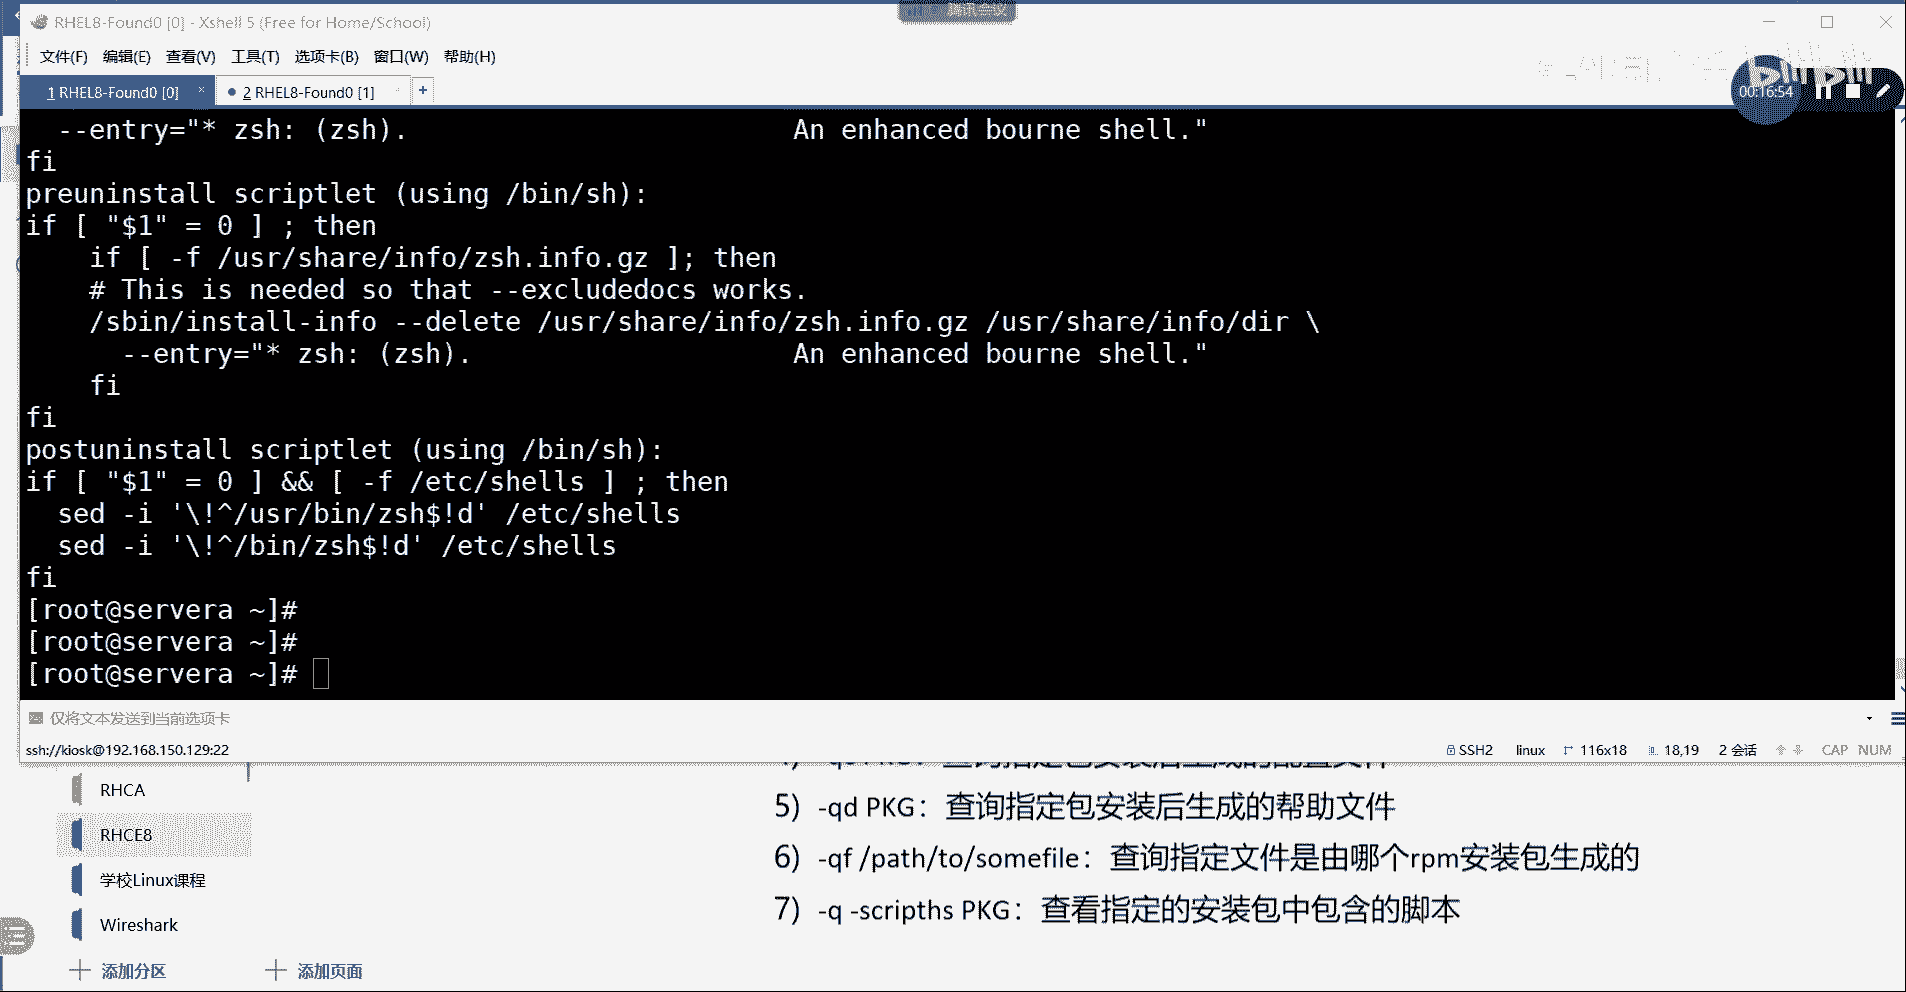 RHEL8-Found0 [0] - Xshell 5 (Free for Home/School)
文件(F) 编辑(E) 查看(V) 工具(T) 选项卡(B) 窗口(W) 帮助(H)
1 RHEL8-Found0 [0] × 2 RHEL8-Found0 [1] +
bilibili
00:16:54
--entry="* zsh: (zsh). An enhanced bourne shell."
fi
preuninstall scriptlet (using /bin/sh):
if [ "$1" = 0 ] ; then
if [ -f /usr/share/info/zsh.info.gz ]; then
# This is needed so that --excludedocs works.
/sbin/install-info --delete /usr/share/info/zsh.info.gz /usr/share/info/dir \
--entry="* zsh: (zsh). An enhanced bourne shell."
fi
fi
postuninstall scriptlet (using /bin/sh):
if [ "$1" = 0 ] && [ -f /etc/shells ] ; then
sed -i '\!^/usr/bin/zsh$!d' /etc/shells
sed -i '\!^/bin/zsh$!d' /etc/shells
fi
[root@servera ~]#
[root@servera ~]#
[root@servera ~]#
仅将文本发送到当前选项卡
ssh://kiosk@192.168.150.129:22 SSH2 linux 116x18 18,19 2 会话 CAP NUM
RHCA
RHCE8
学校Linux课程
Wireshark
添加分区 添加页面
5) -qd PKG：查询指定包安装后生成的帮助文件
6) -qf /path/to/somefile：查询指定文件是由哪个rpm安装包生成的
7) -q -scripths PKG：查看指定的安装包中包含的脚本